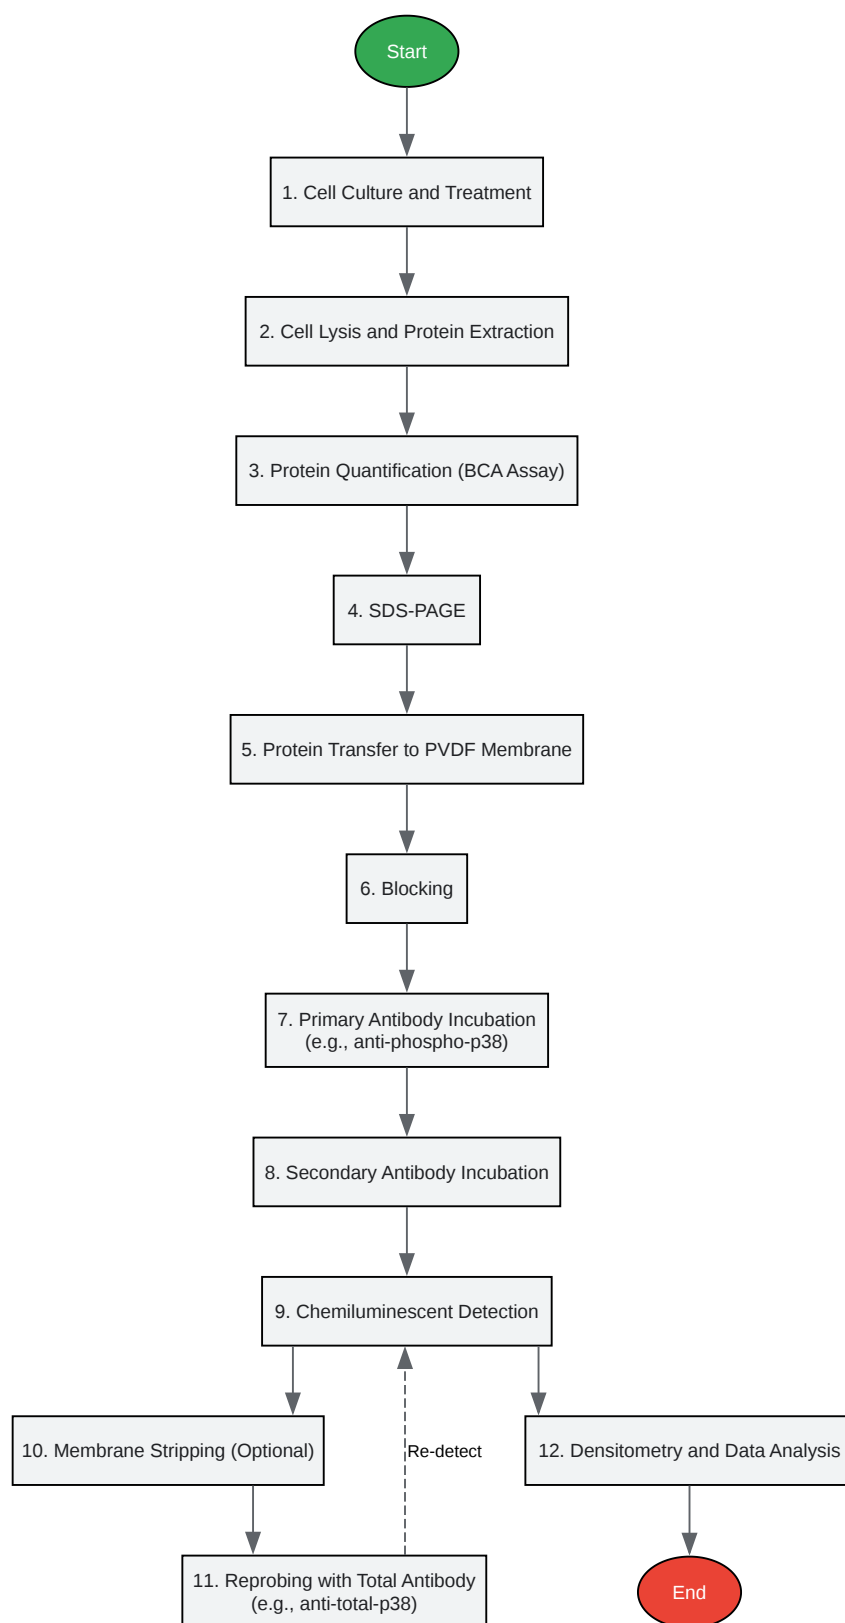 Start
1. Cell Culture and Treatment
2. Cell Lysis and Protein Extraction
3. Protein Quantification (BCA Assay)
4. SDS-PAGE
5. Protein Transfer to PVDF Membrane
6. Blocking
7. Primary Antibody Incubation
(e.g., anti-phospho-p38)
8. Secondary Antibody Incubation
9. Chemiluminescent Detection
10. Membrane Stripping (Optional)
Re-detect
12. Densitometry and Data Analysis
11. Reprobing with Total Antibody
(e.g., anti-total-p38)
End